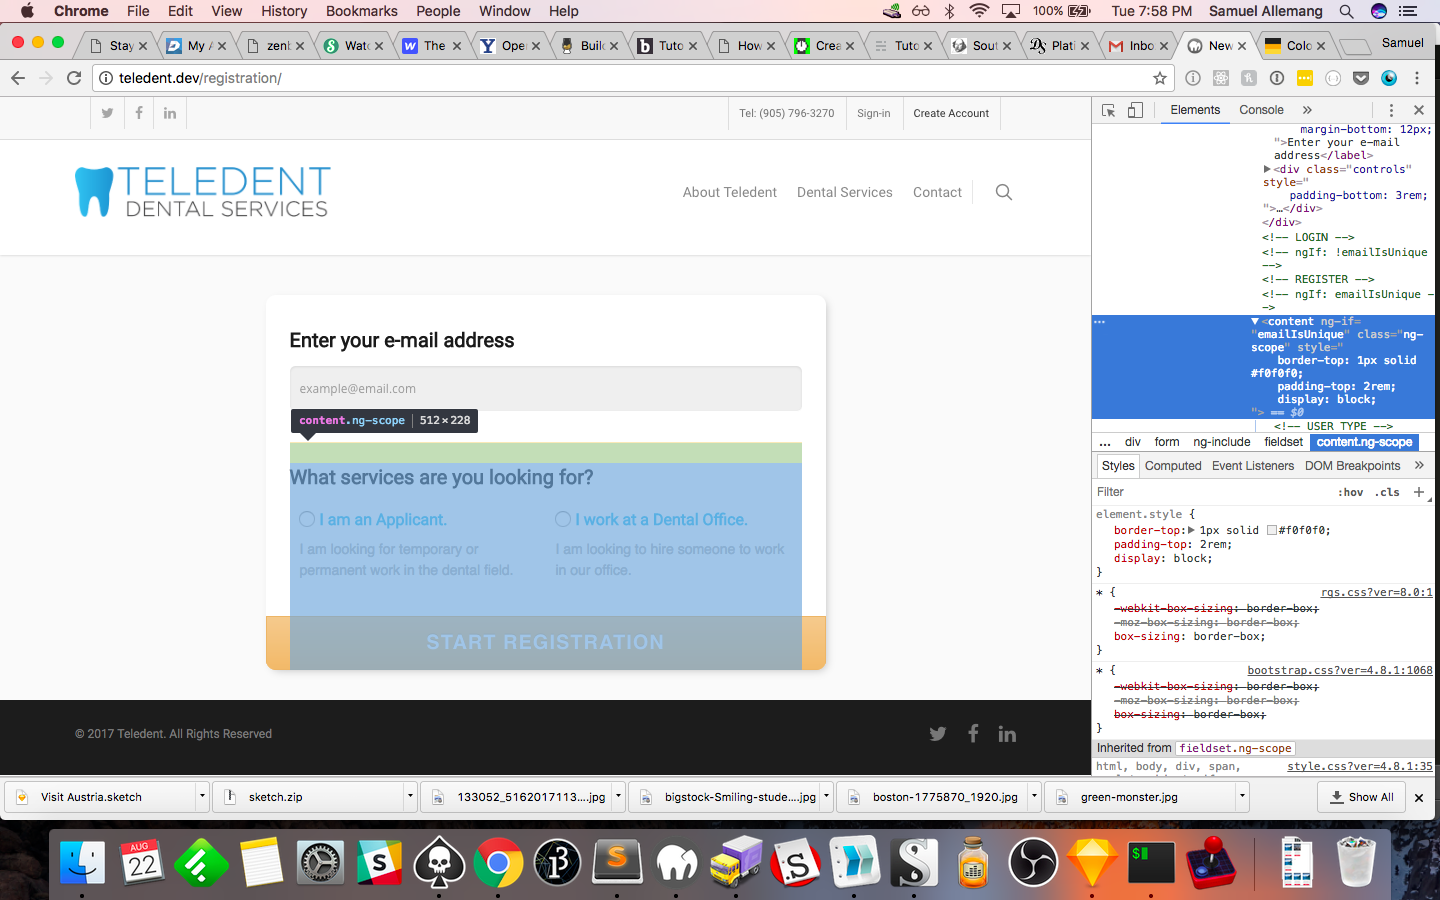 Chrome File Edit View History Bookmarks People Window Help 100% Tue 7:58 PM Samuel Allemang
Stay My zenb Watc The Ope Build Tuto How Crea Tuto Sout Plati Inbo New Colo Samuel
teledent.dev/registration/
Tel: (905) 796-3270 Sign-in Create Account
TELEDENT
DENTAL SERVICES
About Teledent Dental Services Contact
Enter your e-mail address
example@email.com
content.ng-scope 512×228
What services are you looking for?
I am an Applicant.
I am looking for temporary or
permanent work in the dental field.
I work at a Dental Office.
I am looking to hire someone to work
in our office.
START REGISTRATION
© 2017 Teledent. All Rights Reserved
Elements Console »
margin-bottom: 12px;
">Enter your e-mail
address</label>
▶<div class="controls"
style="
padding-bottom: 3rem;
">…</div>
</div>
<!-- LOGIN -->
<!-- ngIf: !emailIsUnique
-->
<!-- REGISTER -->
<!-- ngIf: emailIsUnique -
->
▼<content ng-if=
"emailIsUnique" class="ng-
scope" style="
border-top: 1px solid
#f0f0f0;
padding-top: 2rem;
display: block;
"> == $0
<!-- USER TYPE -->
... div form ng-include fieldset content.ng-scope
Styles Computed Event Listeners DOM Breakpoints »
Filter :hov .cls +
element.style {
border-top:▶1px solid #f0f0f0;
padding-top: 2rem;
display: block;
}
* { rgs.css?ver=8.0:1
-webkit-box-sizing: border-box;
-moz-box-sizing: border-box;
box-sizing: border-box;
}
* { bootstrap.css?ver=4.8.1:1068
-webkit-box-sizing: border-box;
-moz-box-sizing: border-box;
box-sizing: border-box;
}
Inherited from fieldset.ng-scope
html, body, div, span, style.css?ver=4.8.1:35
Visit Austria.sketch sketch.zip 133052_5162017113....jpg bigstock-Smiling-stude....jpg boston-1775870_1920.jpg green-monster.jpg Show All
AUG
22